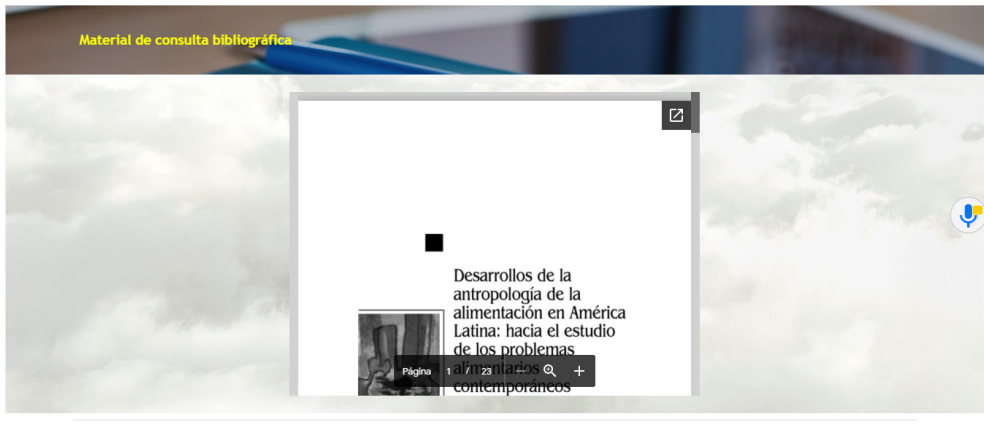 Material de consulta bibliográfica
Desarrollos de la
antropología de la
alimentación en América
Latina: hacia el estudio
de los problemas
alimentarios
contemporáneos
Página 1 / 23